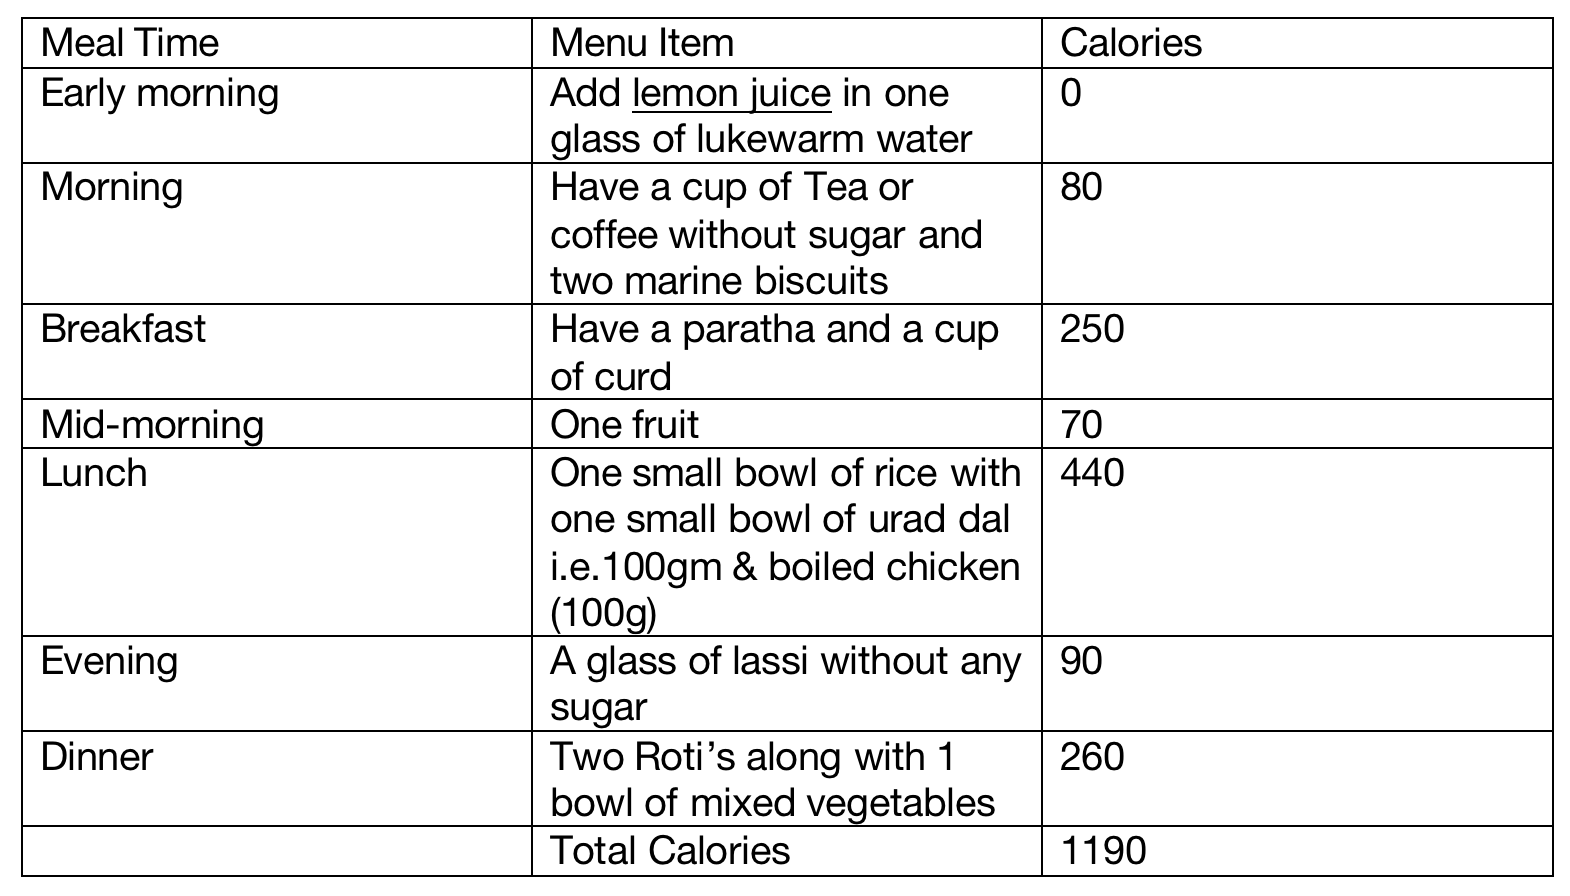 Meal Time Menu Item Calories
Early morning Add lemon juice in one 0
glass of lukewarm water
Morning Have a cup of Tea or 80
coffee without sugar and
two marine biscuits
Breakfast Have a paratha and a cup 250
of curd
Mid-morning One fruit 70
Lunch One small bowl of rice with 440
one small bowl of urad dal
i.e.100gm & boiled chicken
(100g)
Evening A glass of lassi without any 90
sugar
Dinner Two Roti’s along with 1 260
bowl of mixed vegetables
Total Calories 1190